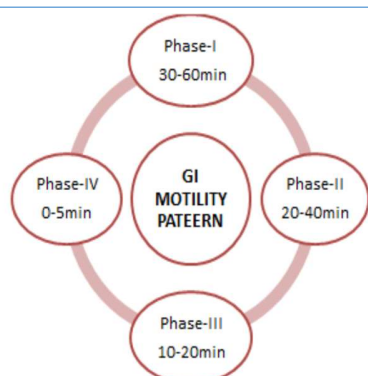 Phase-I
30-60min
Phase-IV
0-5min
GI
MOTILITY
PATEERN
Phase-II
20-40min
Phase-III
10-20min